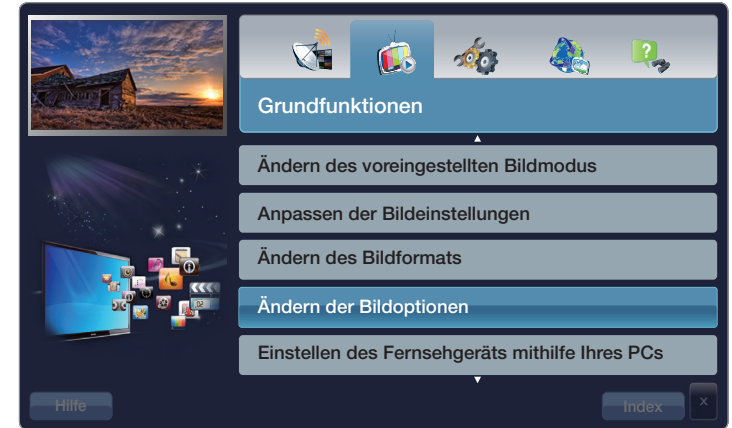 Grundfunktionen
Ändern des voreingestellten Bildmodus
Anpassen der Bildeinstellungen
Ändern des Bildformats
Ändern der Bildoptionen
Einstellen des Fernsehgeräts mithilfe Ihres PCs
Hilfe
Index
x